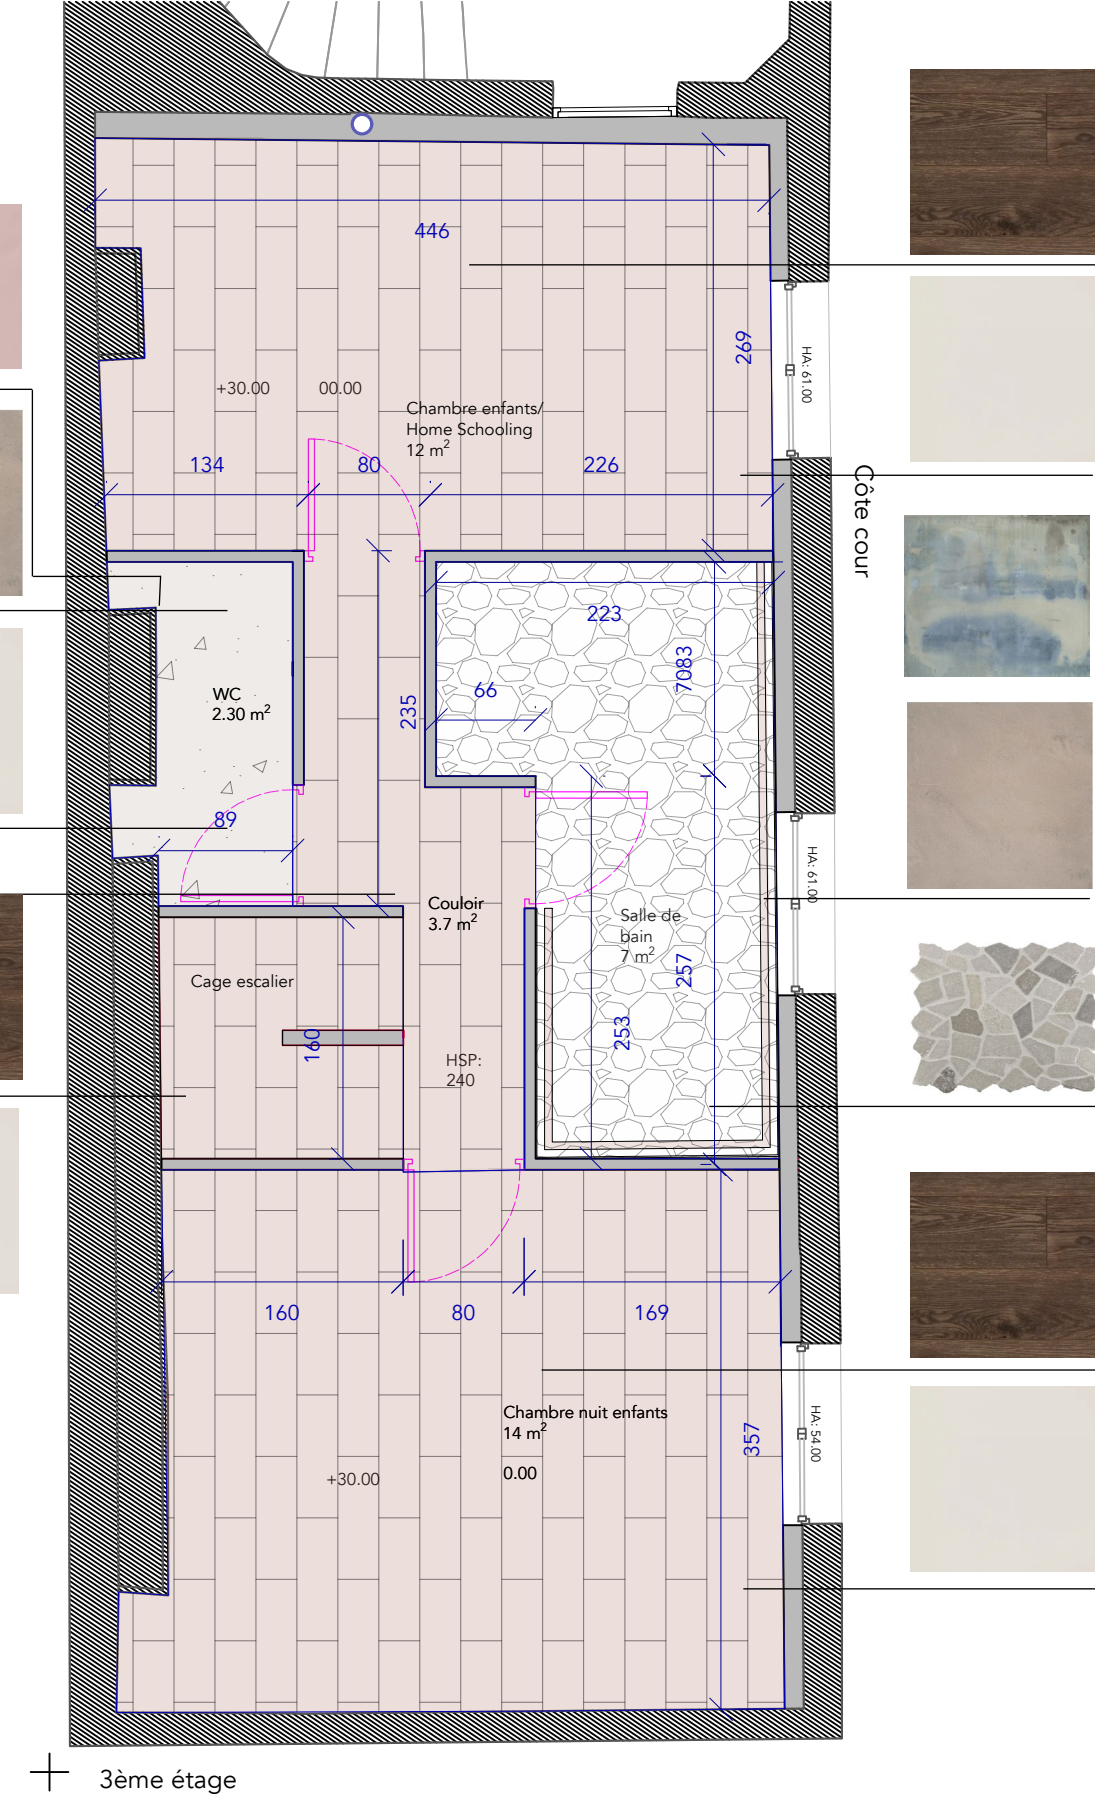 446
269
HA: 61.00
+30.00 00.00
Chambre enfants/
Home Schooling
12 m²
134 80 226
Côte cour
223
7083
66
235
WC
2.30 m²
89
HA: 61.00
Couloir
3.7 m²
Salle de
bain
7 m²
257
Cage escalier
160
253
HSP:
240
160 80 169
Chambre nuit enfants
14 m²
0.00
357
HA: 54.00
+30.00
3ème étage